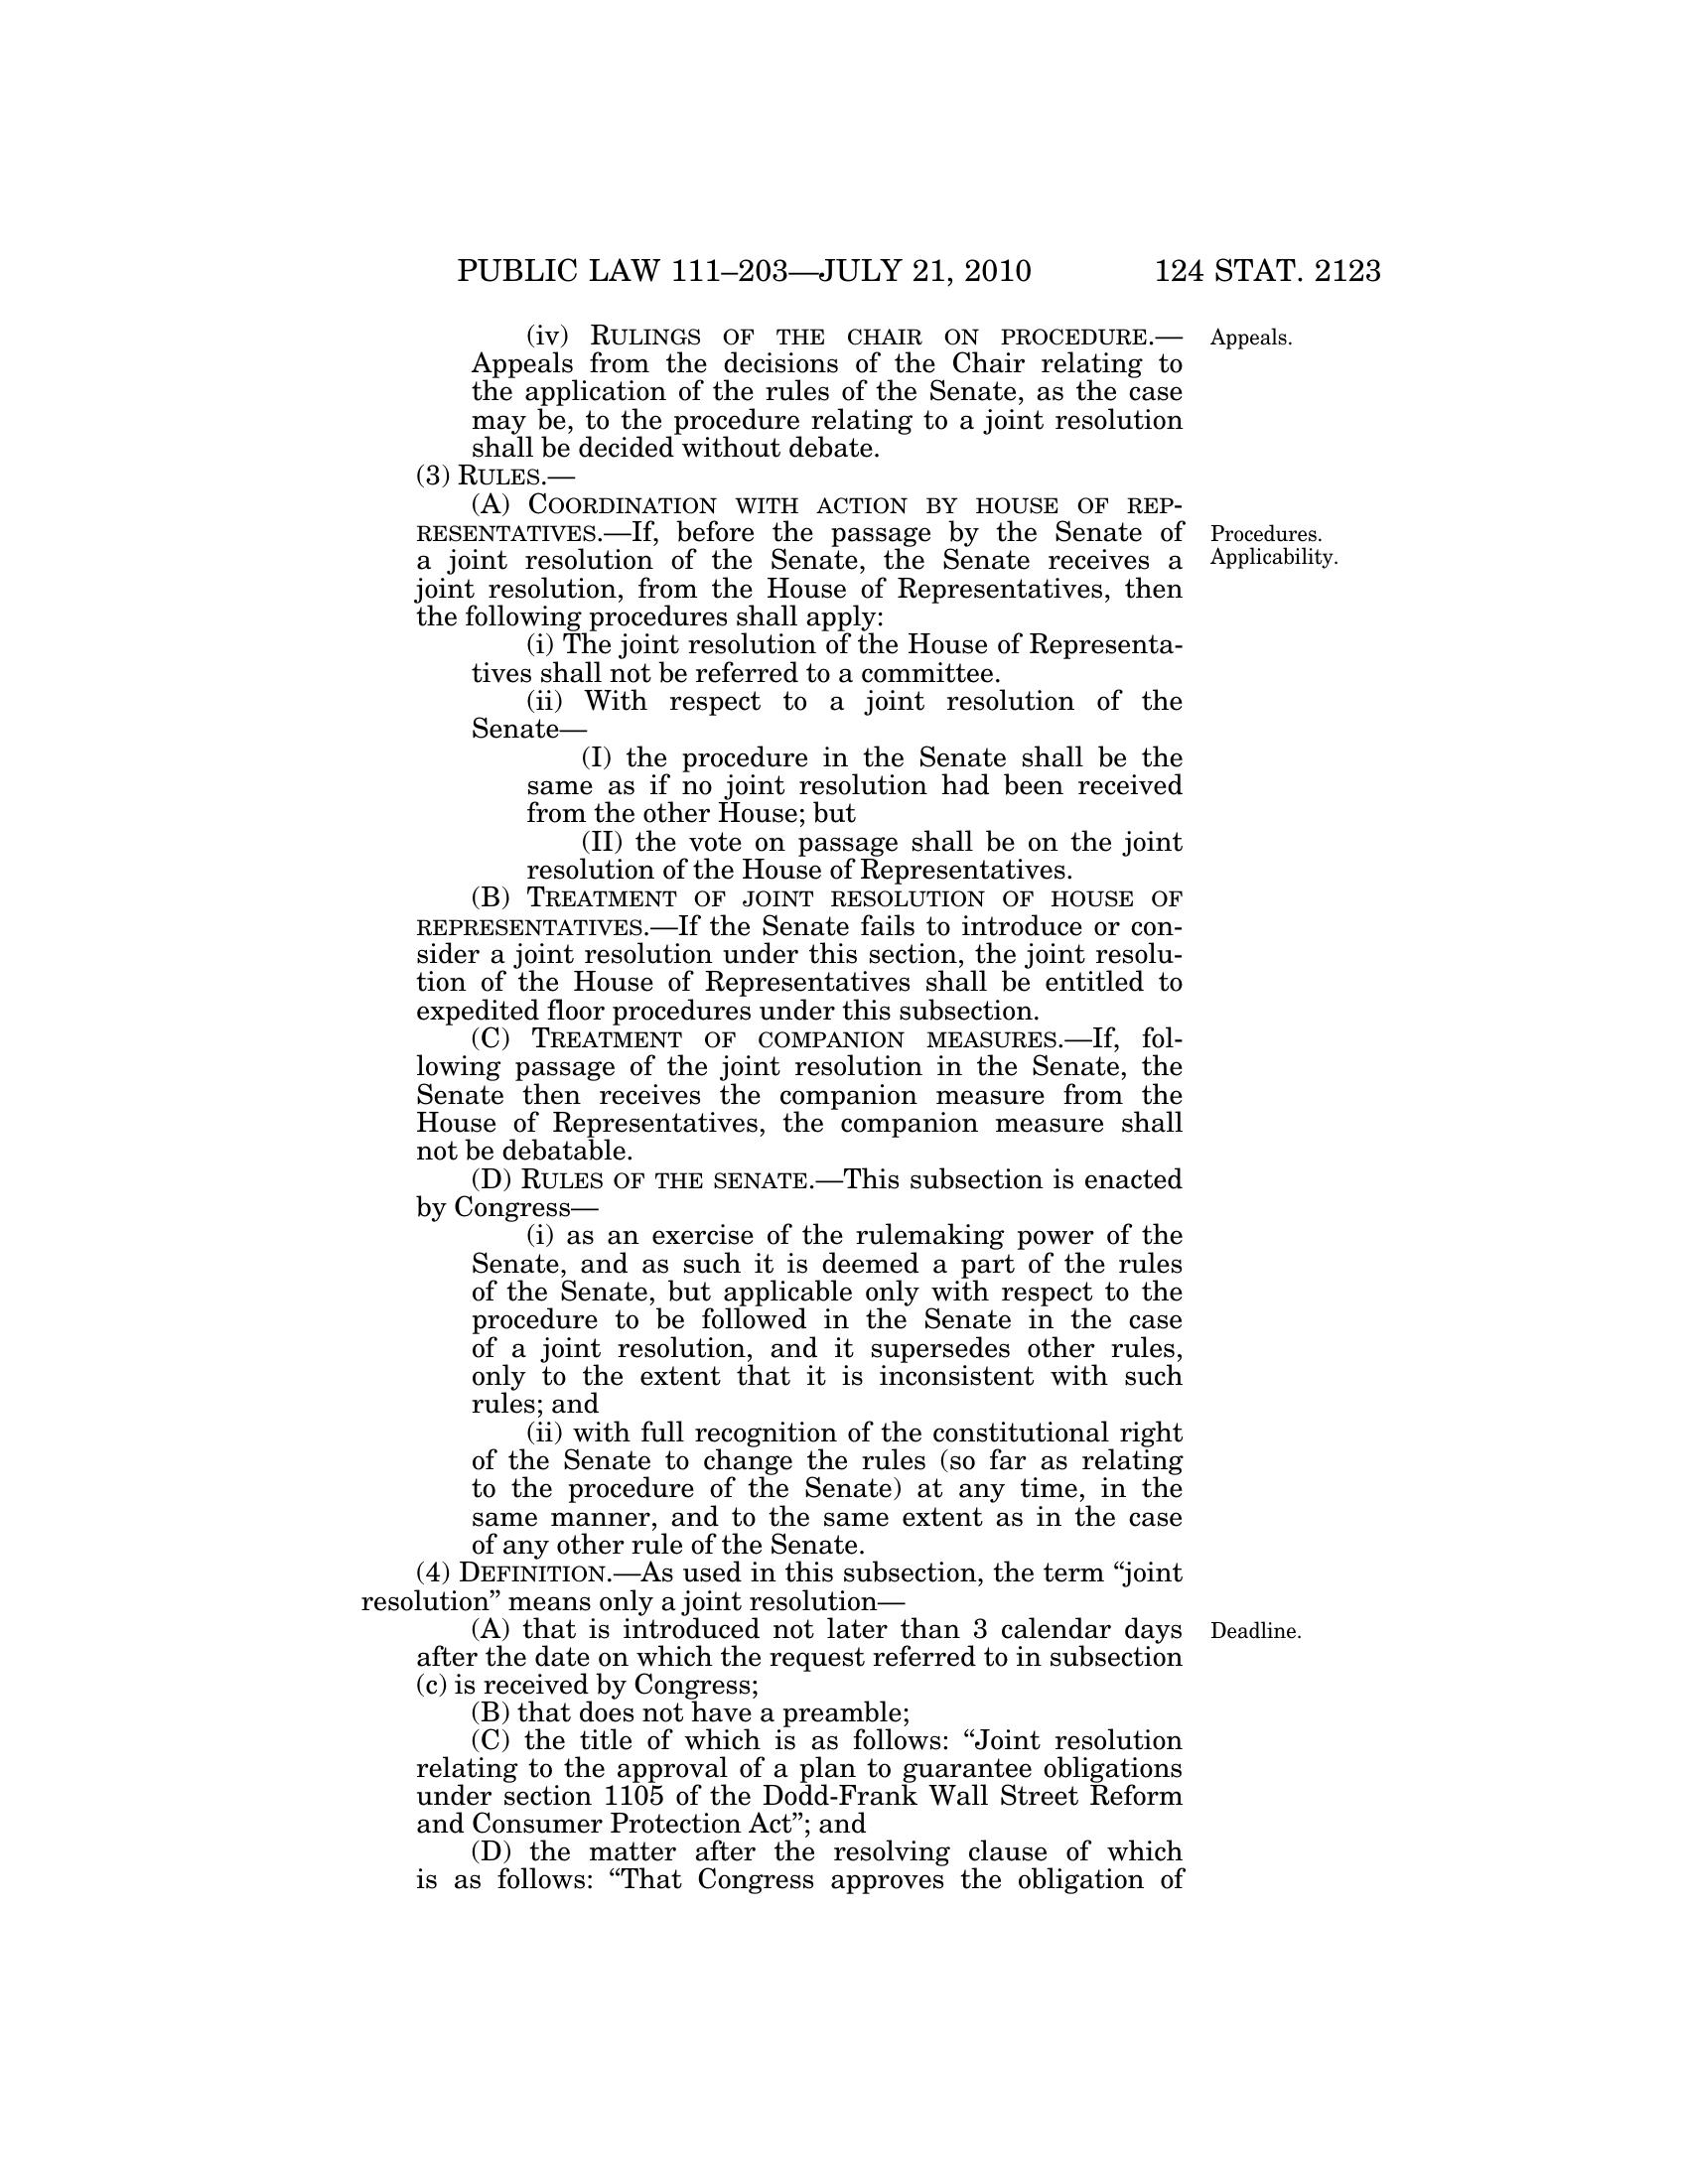 PUBLIC LAW 111–203—JULY 21, 2010 124 STAT. 2123
(iv) RULINGS OF THE CHAIR ON PROCEDURE.—
Appeals from the decisions of the Chair relating to
the application of the rules of the Senate, as the case
may be, to the procedure relating to a joint resolution
shall be decided without debate.
Appeals.
(3) RULES.—
(A) COORDINATION WITH ACTION BY HOUSE OF REP-
RESENTATIVES.—If, before the passage by the Senate of
a joint resolution of the Senate, the Senate receives a
joint resolution, from the House of Representatives, then
the following procedures shall apply:
Procedures.
Applicability.
(i) The joint resolution of the House of Representa-
tives shall not be referred to a committee.
(ii) With respect to a joint resolution of the
Senate—
(I) the procedure in the Senate shall be the
same as if no joint resolution had been received
from the other House; but
(II) the vote on passage shall be on the joint
resolution of the House of Representatives.
(B) TREATMENT OF JOINT RESOLUTION OF HOUSE OF
REPRESENTATIVES.—If the Senate fails to introduce or con-
sider a joint resolution under this section, the joint resolu-
tion of the House of Representatives shall be entitled to
expedited floor procedures under this subsection.
(C) TREATMENT OF COMPANION MEASURES.—If, fol-
lowing passage of the joint resolution in the Senate, the
Senate then receives the companion measure from the
House of Representatives, the companion measure shall
not be debatable.
(D) RULES OF THE SENATE.—This subsection is enacted
by Congress—
(i) as an exercise of the rulemaking power of the
Senate, and as such it is deemed a part of the rules
of the Senate, but applicable only with respect to the
procedure to be followed in the Senate in the case
of a joint resolution, and it supersedes other rules,
only to the extent that it is inconsistent with such
rules; and
(ii) with full recognition of the constitutional right
of the Senate to change the rules (so far as relating
to the procedure of the Senate) at any time, in the
same manner, and to the same extent as in the case
of any other rule of the Senate.
(4) DEFINITION.—As used in this subsection, the term “joint
resolution” means only a joint resolution—
(A) that is introduced not later than 3 calendar days
after the date on which the request referred to in subsection
(c) is received by Congress;
Deadline.
(B) that does not have a preamble;
(C) the title of which is as follows: “Joint resolution
relating to the approval of a plan to guarantee obligations
under section 1105 of the Dodd-Frank Wall Street Reform
and Consumer Protection Act”; and
(D) the matter after the resolving clause of which
is as follows: “That Congress approves the obligation of